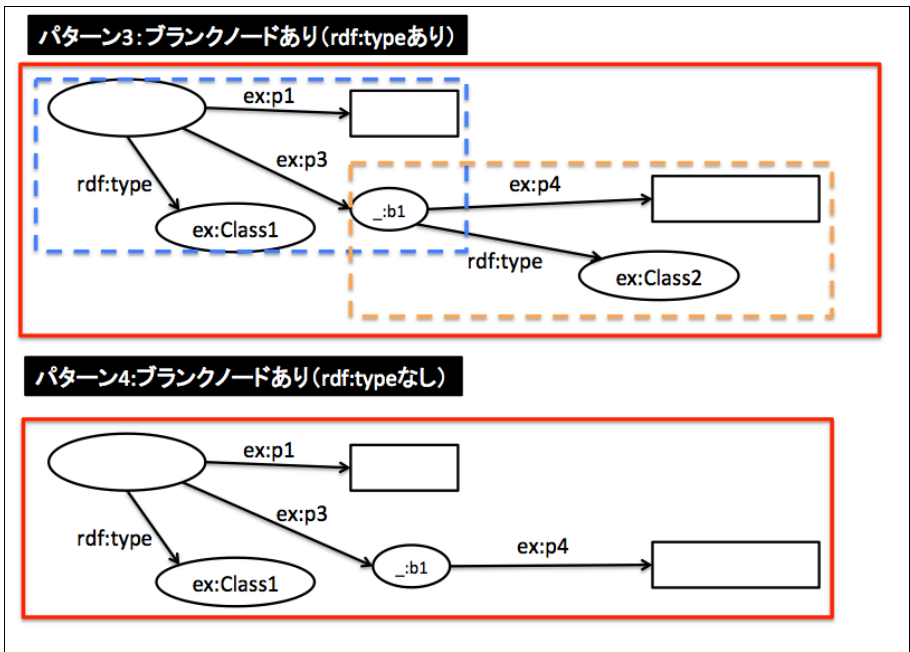 パターン3：ブランクノードあり（rdf:typeあり）
ex:p1
ex:p3
rdf:type
ex:p4
_:b1
ex:Class1
rdf:type
ex:Class2
パターン4:ブランクノードあり（rdf:typeなし）
ex:p1
ex:p3
rdf:type
ex:p4
_:b1
ex:Class1